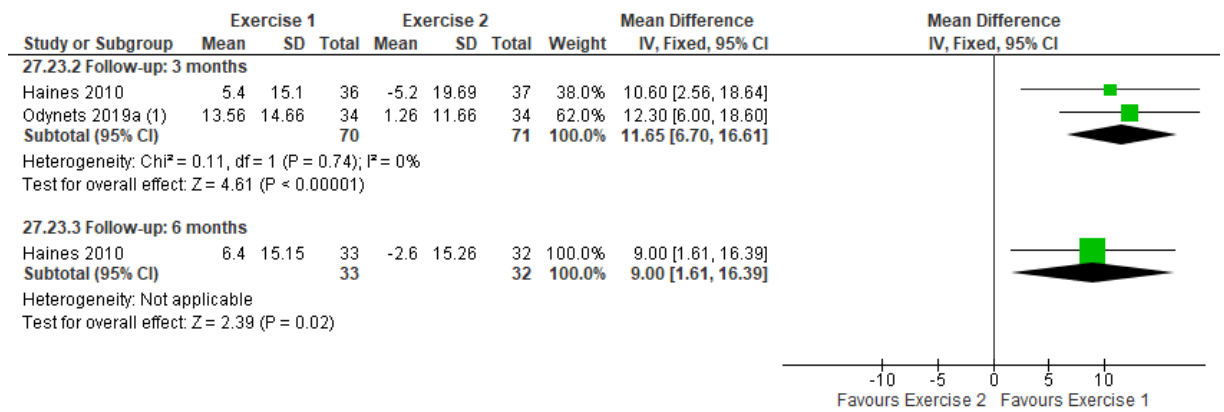 Exercise 1 Exercise 2 Mean Difference Mean Difference
Study or Subgroup Mean SD Total Mean SD Total Weight IV, Fixed, 95% CI IV, Fixed, 95% CI
27.23.2 Follow-up: 3 months
Haines 2010 5.4 15.1 36 -5.2 19.69 37 38.0% 10.60 [2.56, 18.64]
Odynets 2019a (1) 13.56 14.66 34 1.26 11.66 34 62.0% 12.30 [6.00, 18.60]
Subtotal (95% CI) 70 71 100.0% 11.65 [6.70, 16.61]
Heterogeneity: Chi² = 0.11, df = 1 (P = 0.74); I² = 0%
Test for overall effect: Z = 4.61 (P < 0.00001)
27.23.3 Follow-up: 6 months
Haines 2010 6.4 15.15 33 -2.6 15.26 32 100.0% 9.00 [1.61, 16.39]
Subtotal (95% CI) 33 32 100.0% 9.00 [1.61, 16.39]
Heterogeneity: Not applicable
Test for overall effect: Z = 2.39 (P = 0.02)
-10 -5 0 5 10
Favours Exercise 2 Favours Exercise 1